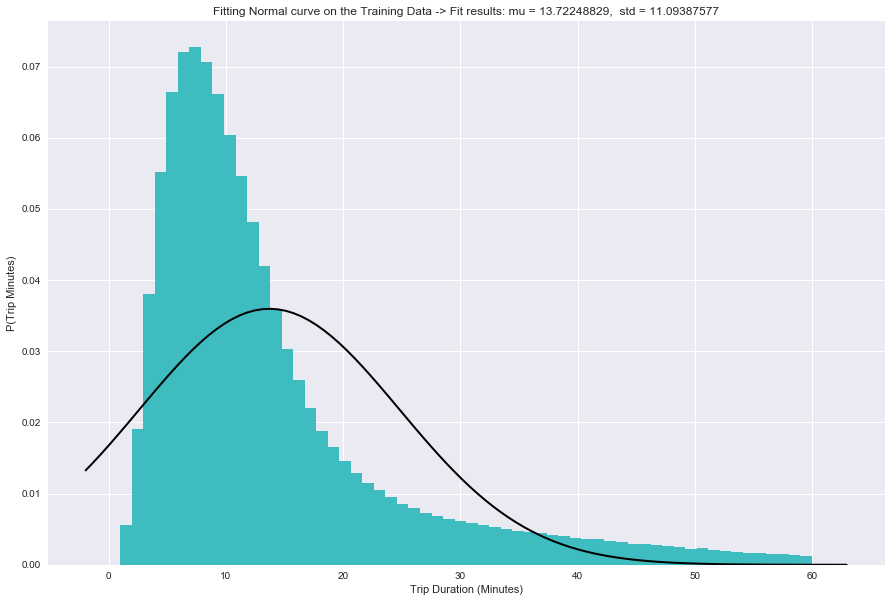 Fitting Normal curve on the Training Data -> Fit results: mu = 13.72248829,  std = 11.09387577
P(Trip Minutes)
0.07
0.06
0.05
0.04
0.03
0.02
0.01
0.00
0 10 20 30 40 50 60
Trip Duration (Minutes)